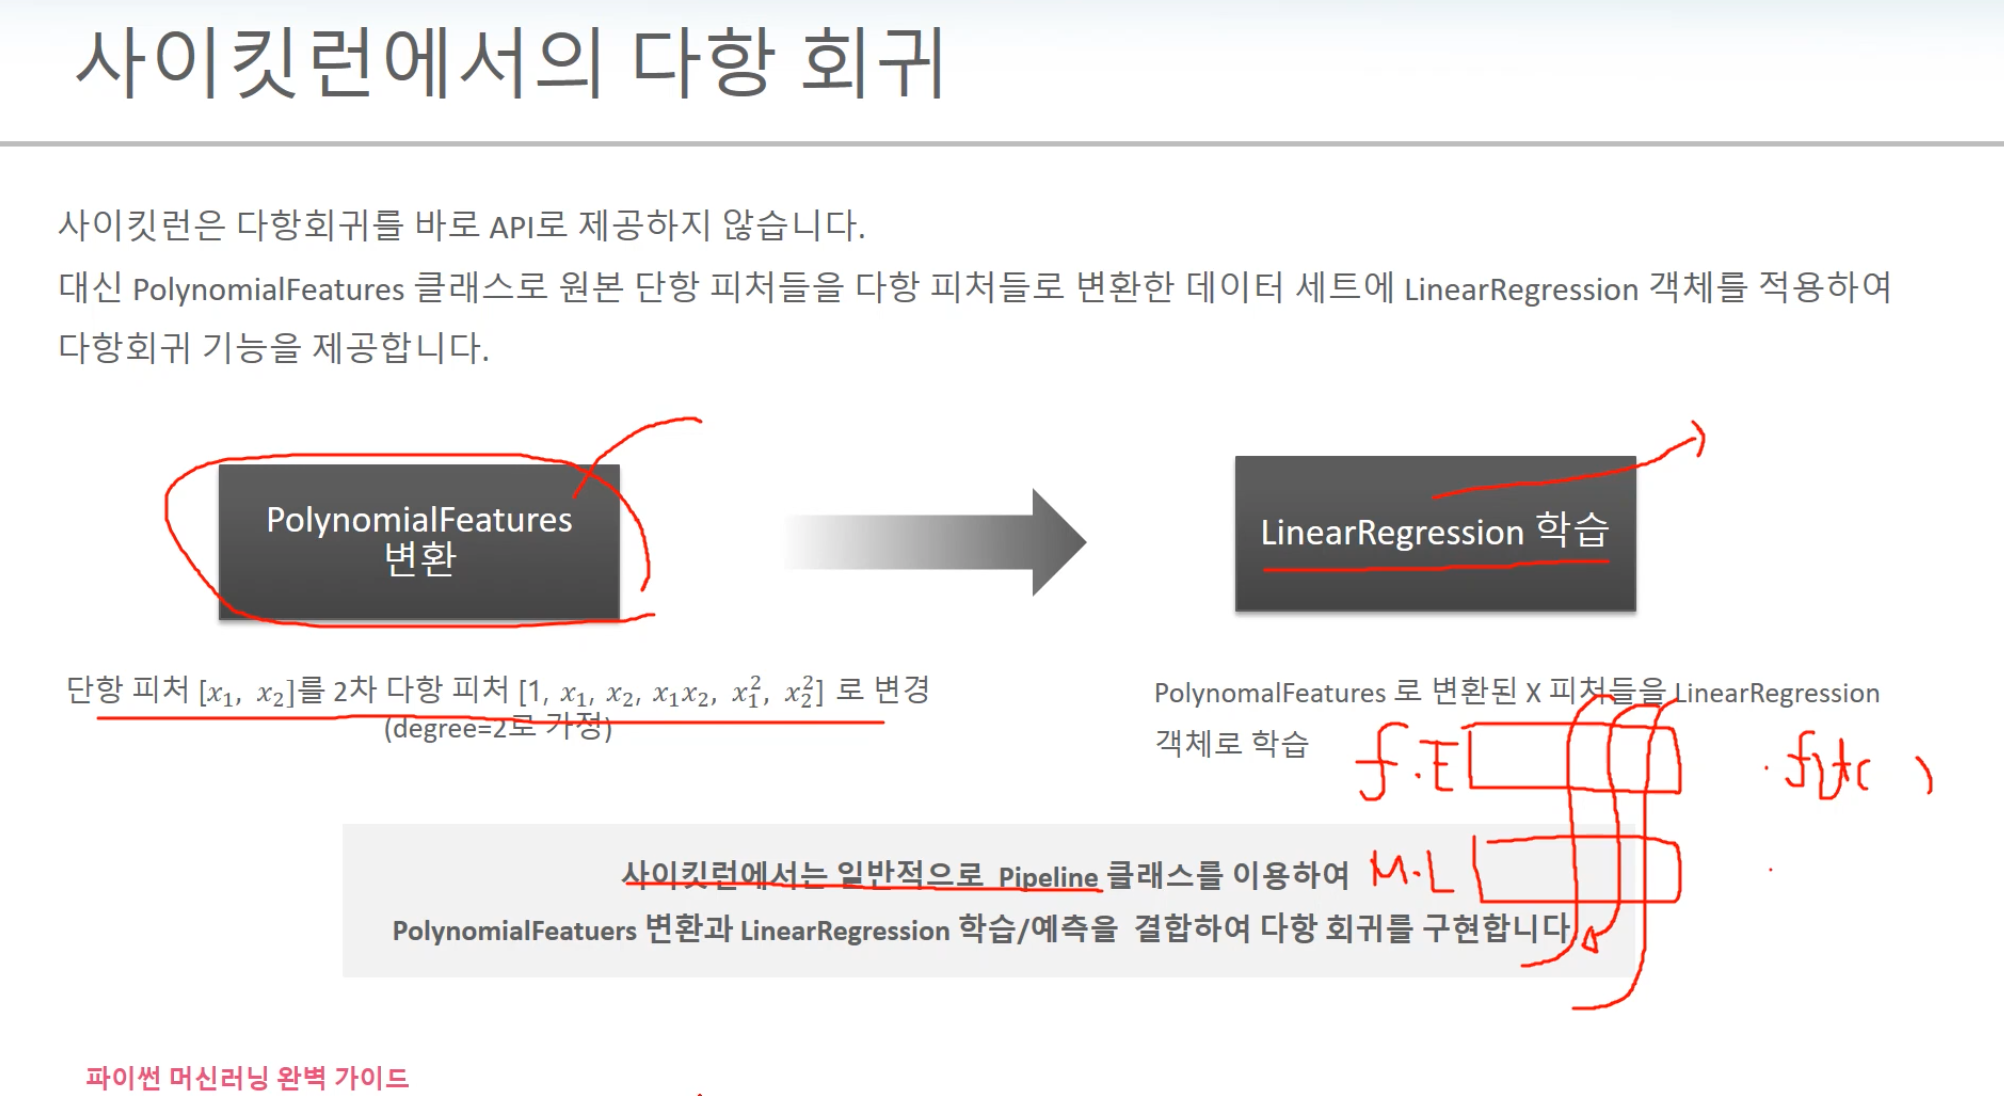 사이킷런에서의 다항 회귀
사이킷런은 다항회귀를 바로 API로 제공하지 않습니다.
대신 PolynomialFeatures 클래스로 원본 단항 피처들을 다항 피처들로 변환한 데이터 세트에 LinearRegression 객체를 적용하여
다항회귀 기능을 제공합니다.
PolynomialFeatures
변환
LinearRegression 학습
단항 피처 [x₁, x₂]를 2차 다항 피처 [1, x₁, x₂, x₁x₂, x₁², x₂²] 로 변경
(degree=2로 가정)
PolynomalFeatures 로 변환된 X 피처들을 LinearRegression
객체로 학습
f.E
.fit( )
M.L
사이킷런에서는 일반적으로 Pipeline 클래스를 이용하여
PolynomialFeatuers 변환과 LinearRegression 학습/예측을 결합하여 다항 회귀를 구현합니다
파이썬 머신러닝 완벽 가이드